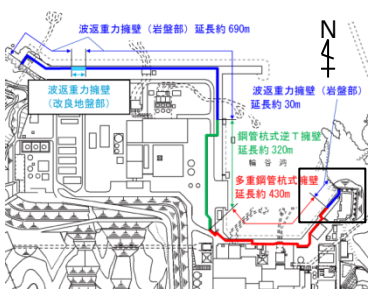 波返重力擁壁（岩盤部）延長約 690m
N
波返重力擁壁
（改良地盤部）
波返重力擁壁（岩盤部）
延長約 30m
鋼管杭式逆T擁壁
延長約 320m
輪谷湾
多重鋼管杭式擁壁
延長約 430m